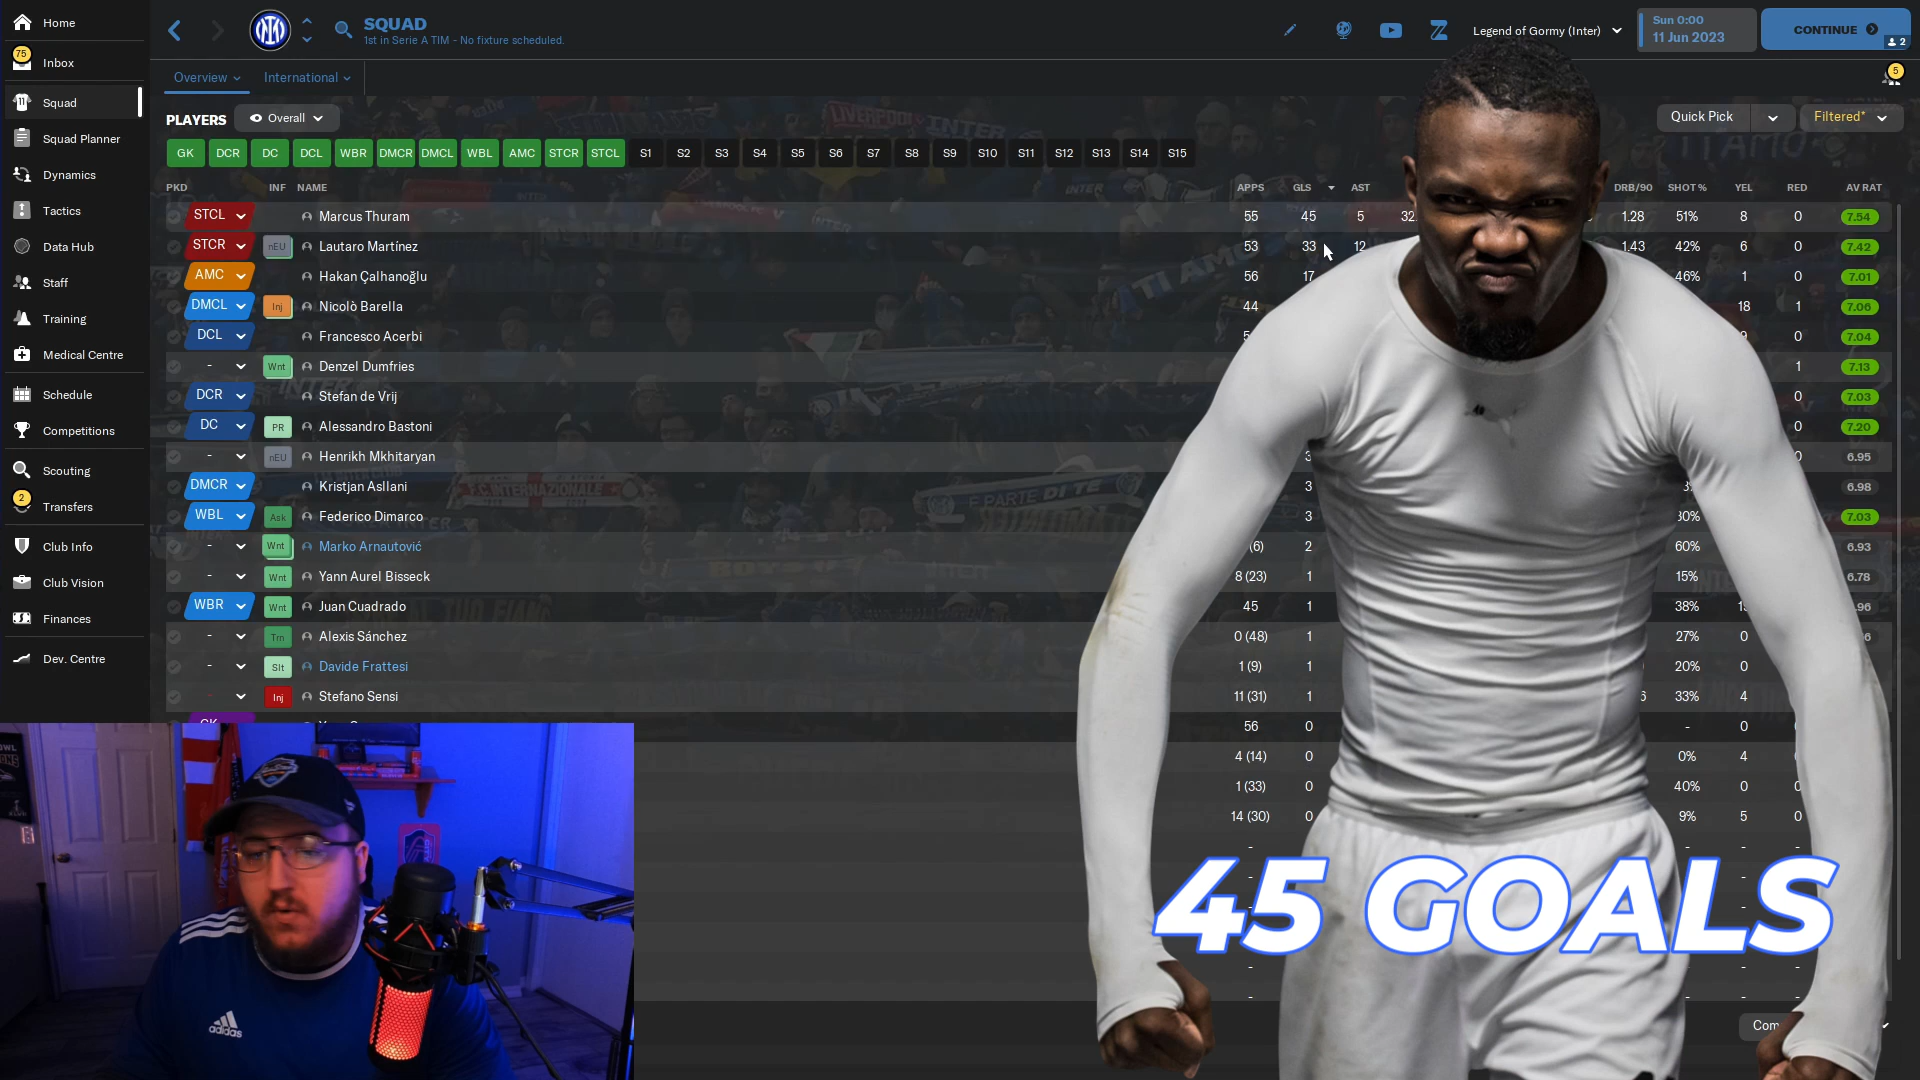 Home
75
Inbox
Squad
Squad Planner
Dynamics
Tactics
Data Hub
Staff
Training
Medical Centre
Schedule
Competitions
Scouting
2
Transfers
Club Info
Club Vision
Finances
Dev. Centre
SQUAD
1st in Serie A TIM - No fixture scheduled.
Legend of Gormy (Inter)
Sun 0:00
11 Jun 2023
CONTINUE
2
Overview International
5
PLAYERS Overall
Quick Pick Filtered*
GK DCR DC DCL WBR DMCR DMCL WBL AMC STCR STCL S1 S2 S3 S4 S5 S6 S7 S8 S9 S10 S11 S12 S13 S14 S15
PKD INF NAME APPS GLS AST DRB/90 SHOT % YEL RED AV RAT
STCL Marcus Thuram 55 45 5 32 1.28 51% 8 0 7.54
STCR nEU Lautaro Martínez 53 33 12 1.43 42% 6 0 7.42
AMC Hakan Çalhanoğlu 56 17 46% 1 0 7.01
DMCL Inj Nicolò Barella 44 18 1 7.06
DCL Francesco Acerbi 0 7.04
- Wnt Denzel Dumfries 1 7.13
DCR Stefan de Vrij 0 7.03
DC PR Alessandro Bastoni 0 7.20
- nEU Henrikh Mkhitaryan 3 0 6.95
DMCR Kristjan Asllani 3 6.98
WBL Ask Federico Dimarco 3 30% 7.03
- Wnt Marko Arnautović (6) 2 60% 6.93
- Wnt Yann Aurel Bisseck 8 (23) 1 15% 6.78
WBR Wnt Juan Cuadrado 45 1 38% .96
- Trn Alexis Sánchez 0 (48) 1 27% 0
- Slt Davide Frattesi 1 (9) 1 20% 0
- Inj Stefano Sensi 11 (31) 1 33% 4
GK 56 0 - 0
4 (14) 0 0% 4
1 (33) 0 40% 0 0
14 (30) 0 9% 5 0
adidas
45 GOALS
Com